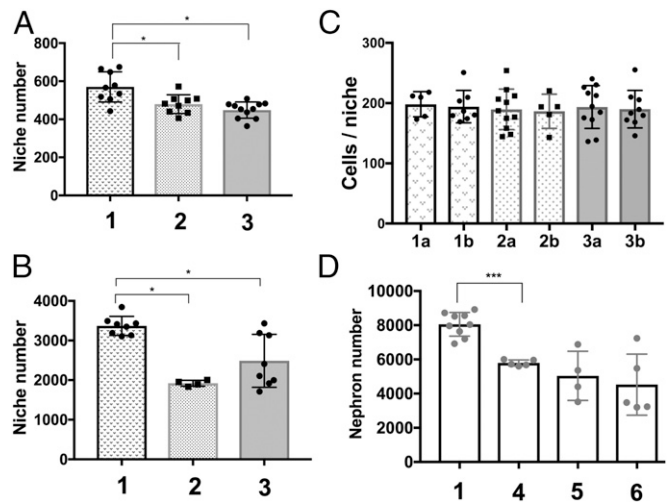 A
*
*
Niche number
800
600
400
200
0
1 2 3
B
*
*
Niche number
4000
3000
2000
1000
0
1 2 3
C
Cells / niche
300
200
100
0
1a 1b 2a 2b 3a 3b
D
***
Nephron number
10000
8000
6000
4000
2000
0
1 4 5 6